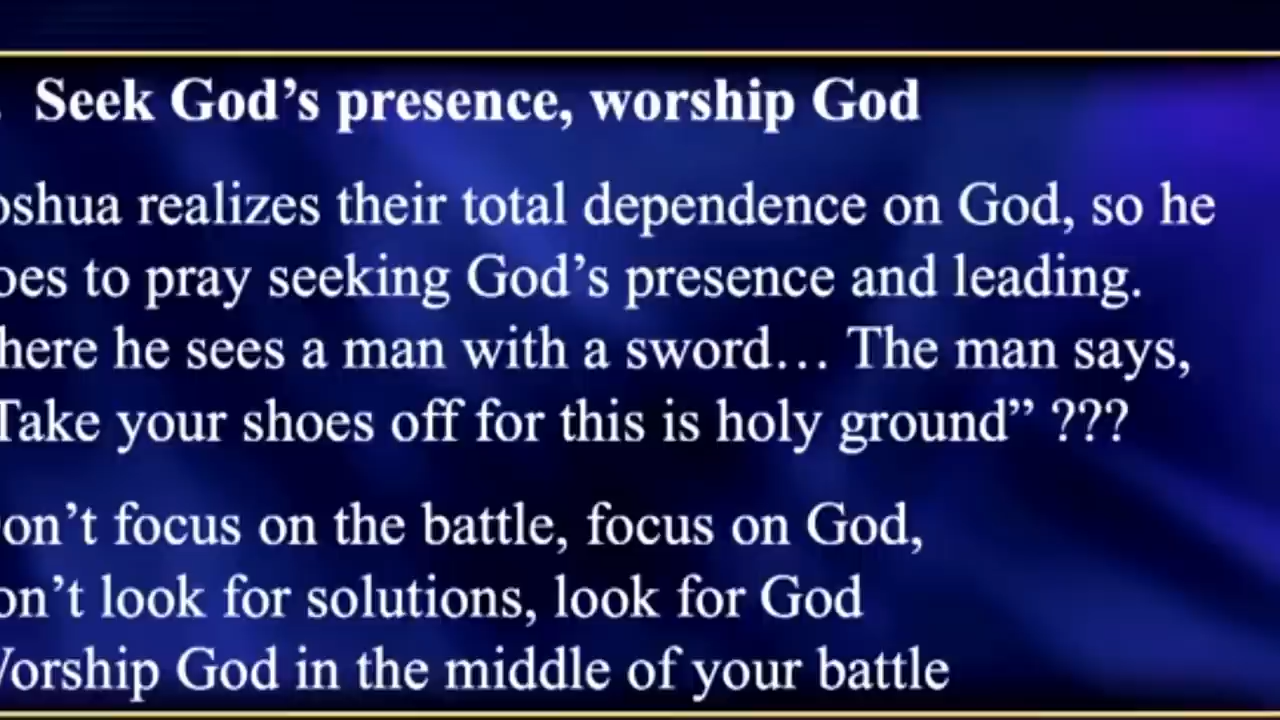 . Seek God’s presence, worship God
oshua realizes their total dependence on God, so he
oes to pray seeking God’s presence and leading.
here he sees a man with a sword… The man says,
Take your shoes off for this is holy ground” ???
on’t focus on the battle, focus on God,
on’t look for solutions, look for God
Vorship God in the middle of your battle